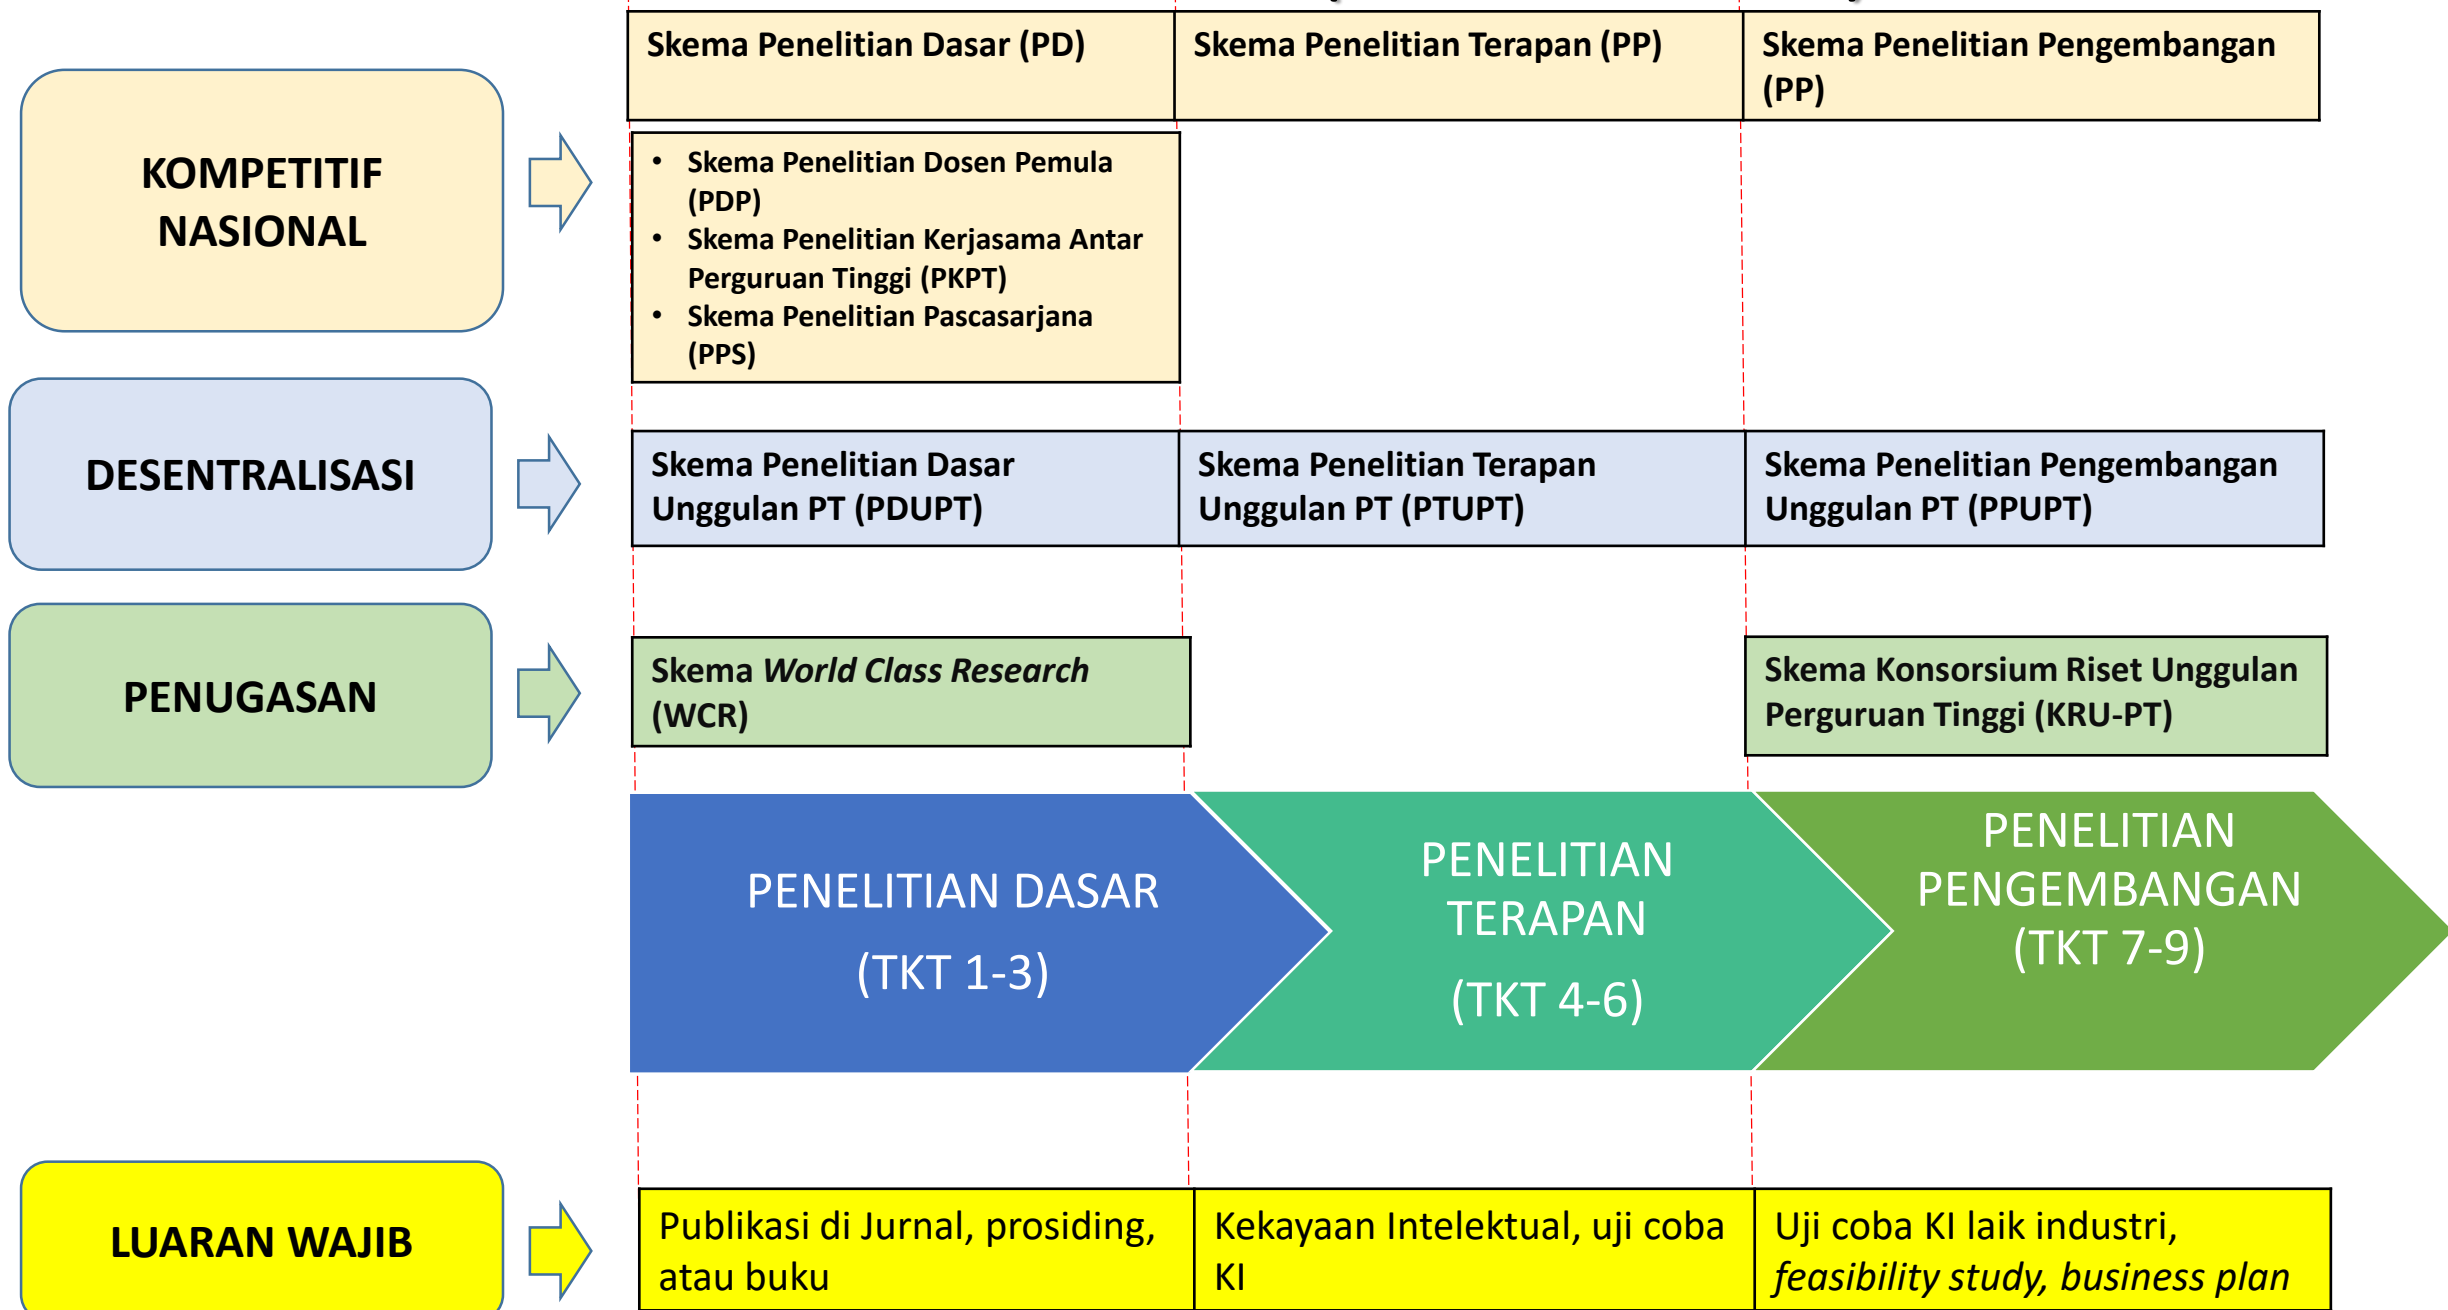 Skema Penelitian Dasar (PD)
Skema Penelitian Terapan (PP)
Skema Penelitian Pengembangan
(PP)
KOMPETITIF
NASIONAL
• Skema Penelitian Dosen Pemula
(PDP)
• Skema Penelitian Kerjasama Antar
Perguruan Tinggi (PKPT)
• Skema Penelitian Pascasarjana
(PPS)
DESENTRALISASI
Skema Penelitian Dasar
Unggulan PT (PDUPT)
Skema Penelitian Terapan
Unggulan PT (PTUPT)
Skema Penelitian Pengembangan
Unggulan PT (PPUPT)
PENUGASAN
Skema World Class Research
(WCR)
Skema Konsorsium Riset Unggulan
Perguruan Tinggi (KRU-PT)
PENELITIAN DASAR
(TKT 1-3)
PENELITIAN
TERAPAN
(TKT 4-6)
PENELITIAN
PENGEMBANGAN
(TKT 7-9)
LUARAN WAJIB
Publikasi di Jurnal, prosiding,
atau buku
Kekayaan Intelektual, uji coba
KI
Uji coba KI laik industri,
feasibility study, business plan